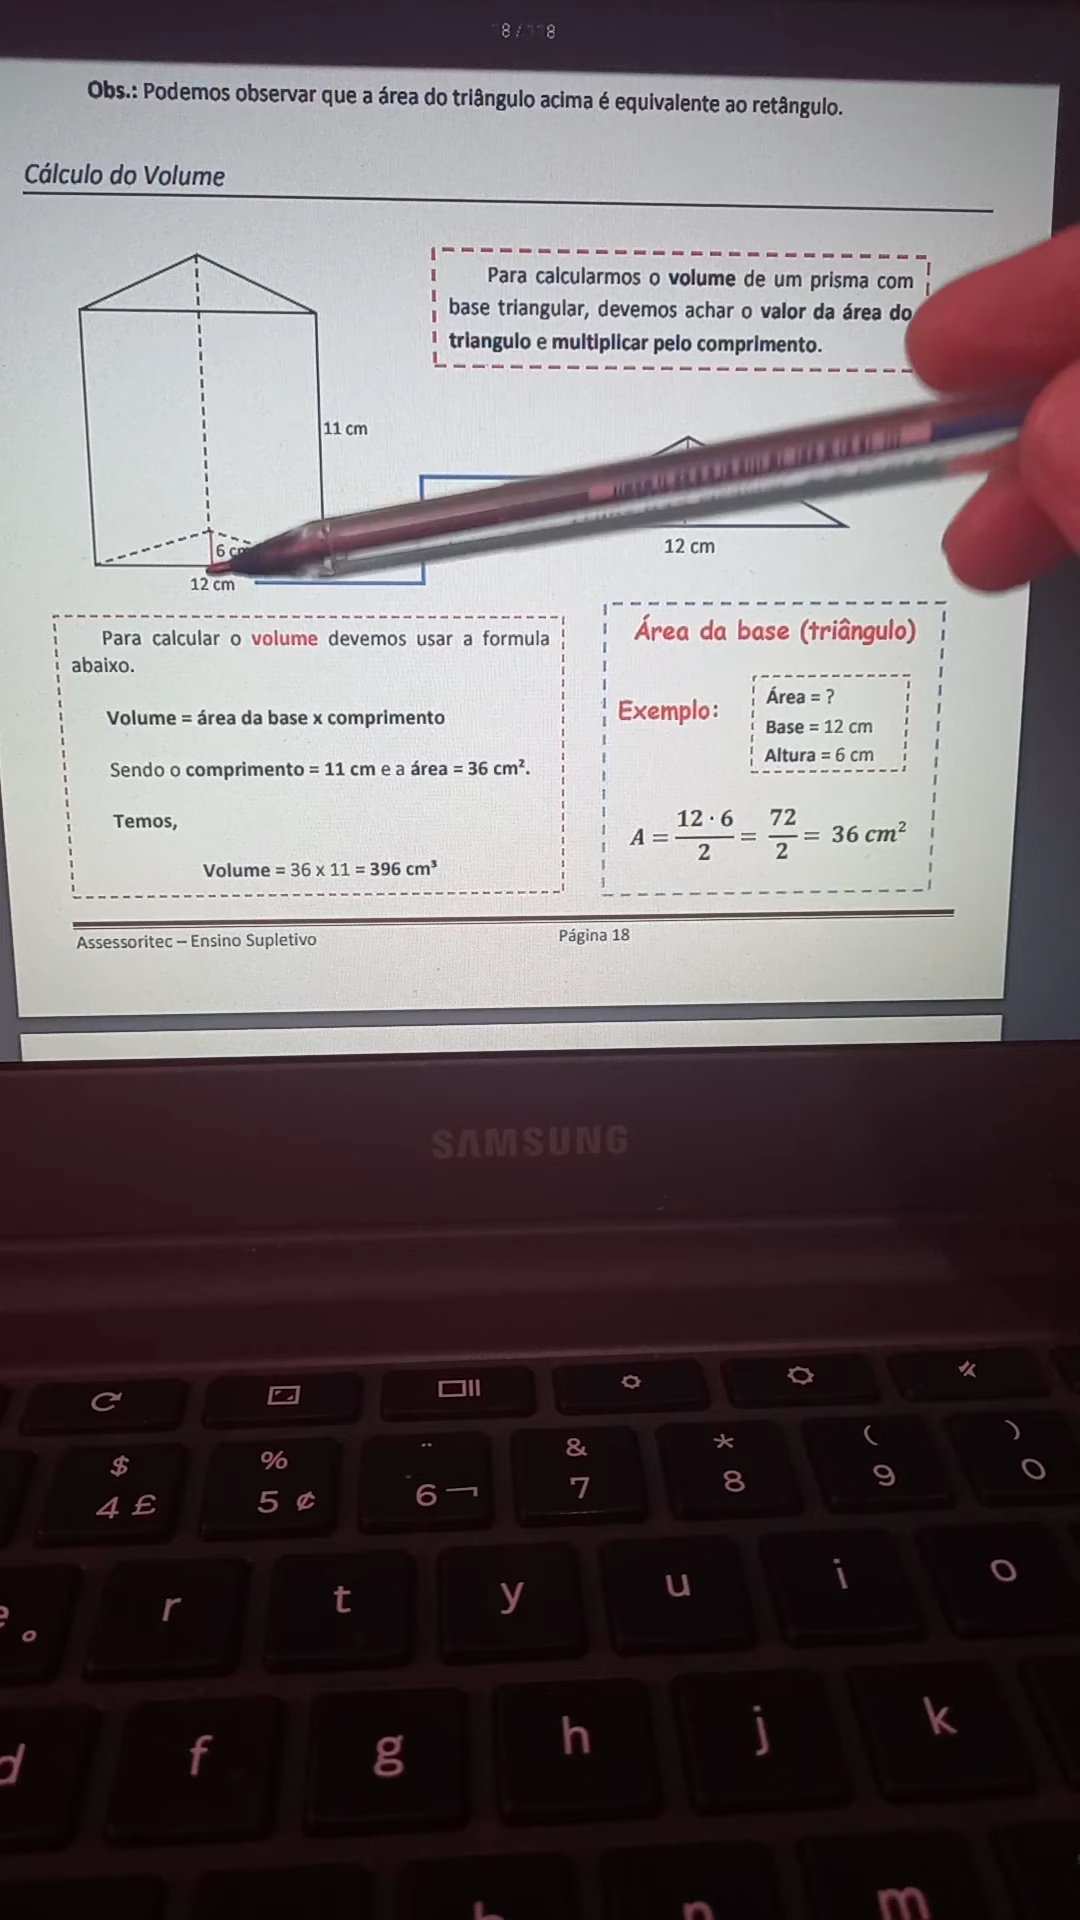 8 / 18
Obs.: Podemos observar que a área do triângulo acima é equivalente ao retângulo.
Cálculo do Volume
Para calcularmos o volume de um prisma com
base triangular, devemos achar o valor da área do
triangulo e multiplicar pelo comprimento.
11 cm
6 cm
12 cm
12 cm
Para calcular o volume devemos usar a formula
abaixo.
Volume = área da base x comprimento
Sendo o comprimento = 11 cm e a área = 36 cm².
Temos,
Volume = 36 x 11 = 396 cm³
Área da base (triângulo)
Exemplo:
Área = ?
Base = 12 cm
Altura = 6 cm
A = 12 · 6 / 2 = 72 / 2 = 36 cm²
Assessoritec – Ensino Supletivo
Página 18
SAMSUNG
$ % ¨ & * ( )
4 £ 5 ¢ 6 ¬ 7 8 9 0
e ° r t y u i o
d f g h j k
b n m